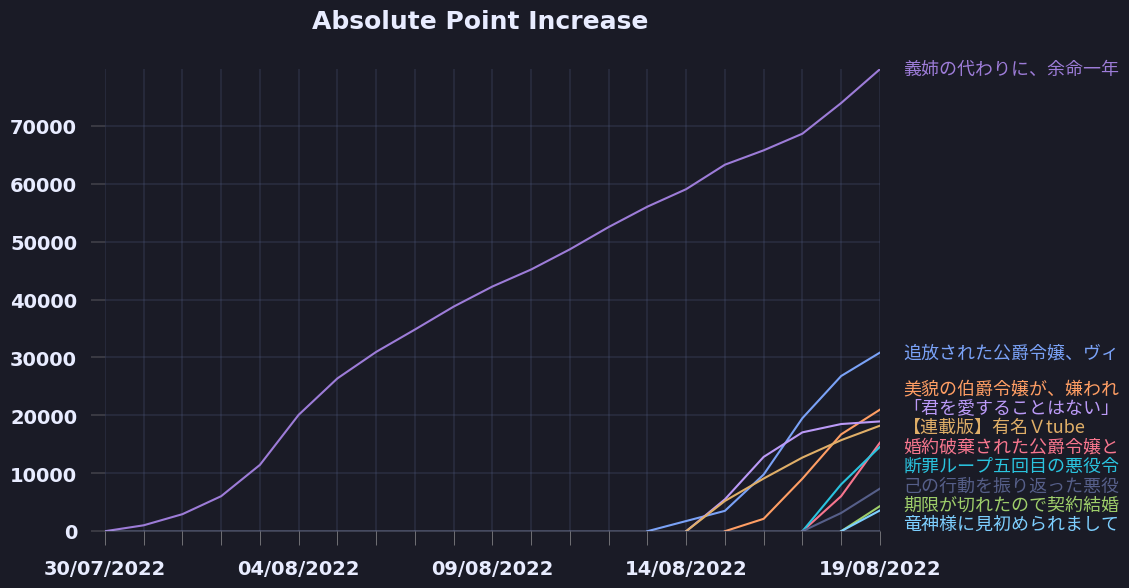 Absolute Point Increase
義姉の代わりに、余命一年
70000
60000
50000
40000
30000
20000
10000
0
追放された公爵令嬢、ヴィ
美貌の伯爵令嬢が、嫌われ
「君を愛することはない」
【連載版】有名Ｖtube
婚約破棄された公爵令嬢と
断罪ループ五回目の悪役令
己の行動を振り返った悪役
期限が切れたので契約結婚
竜神様に見初められまして
30/07/2022
04/08/2022
09/08/2022
14/08/2022
19/08/2022